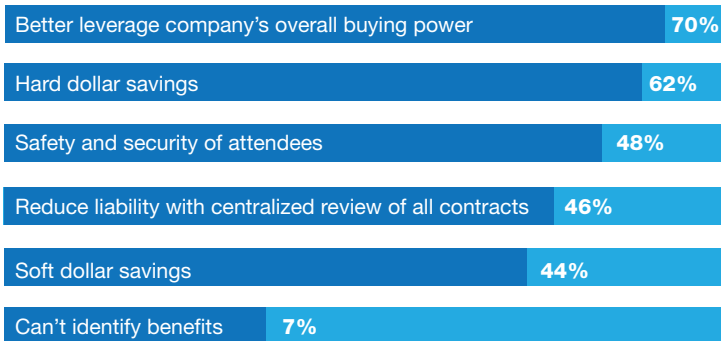 Better leverage company's overall buying power 70%
Hard dollar savings 62%
Safety and security of attendees 48%
Reduce liability with centralized review of all contracts 46%
Soft dollar savings 44%
Can't identify benefits 7%